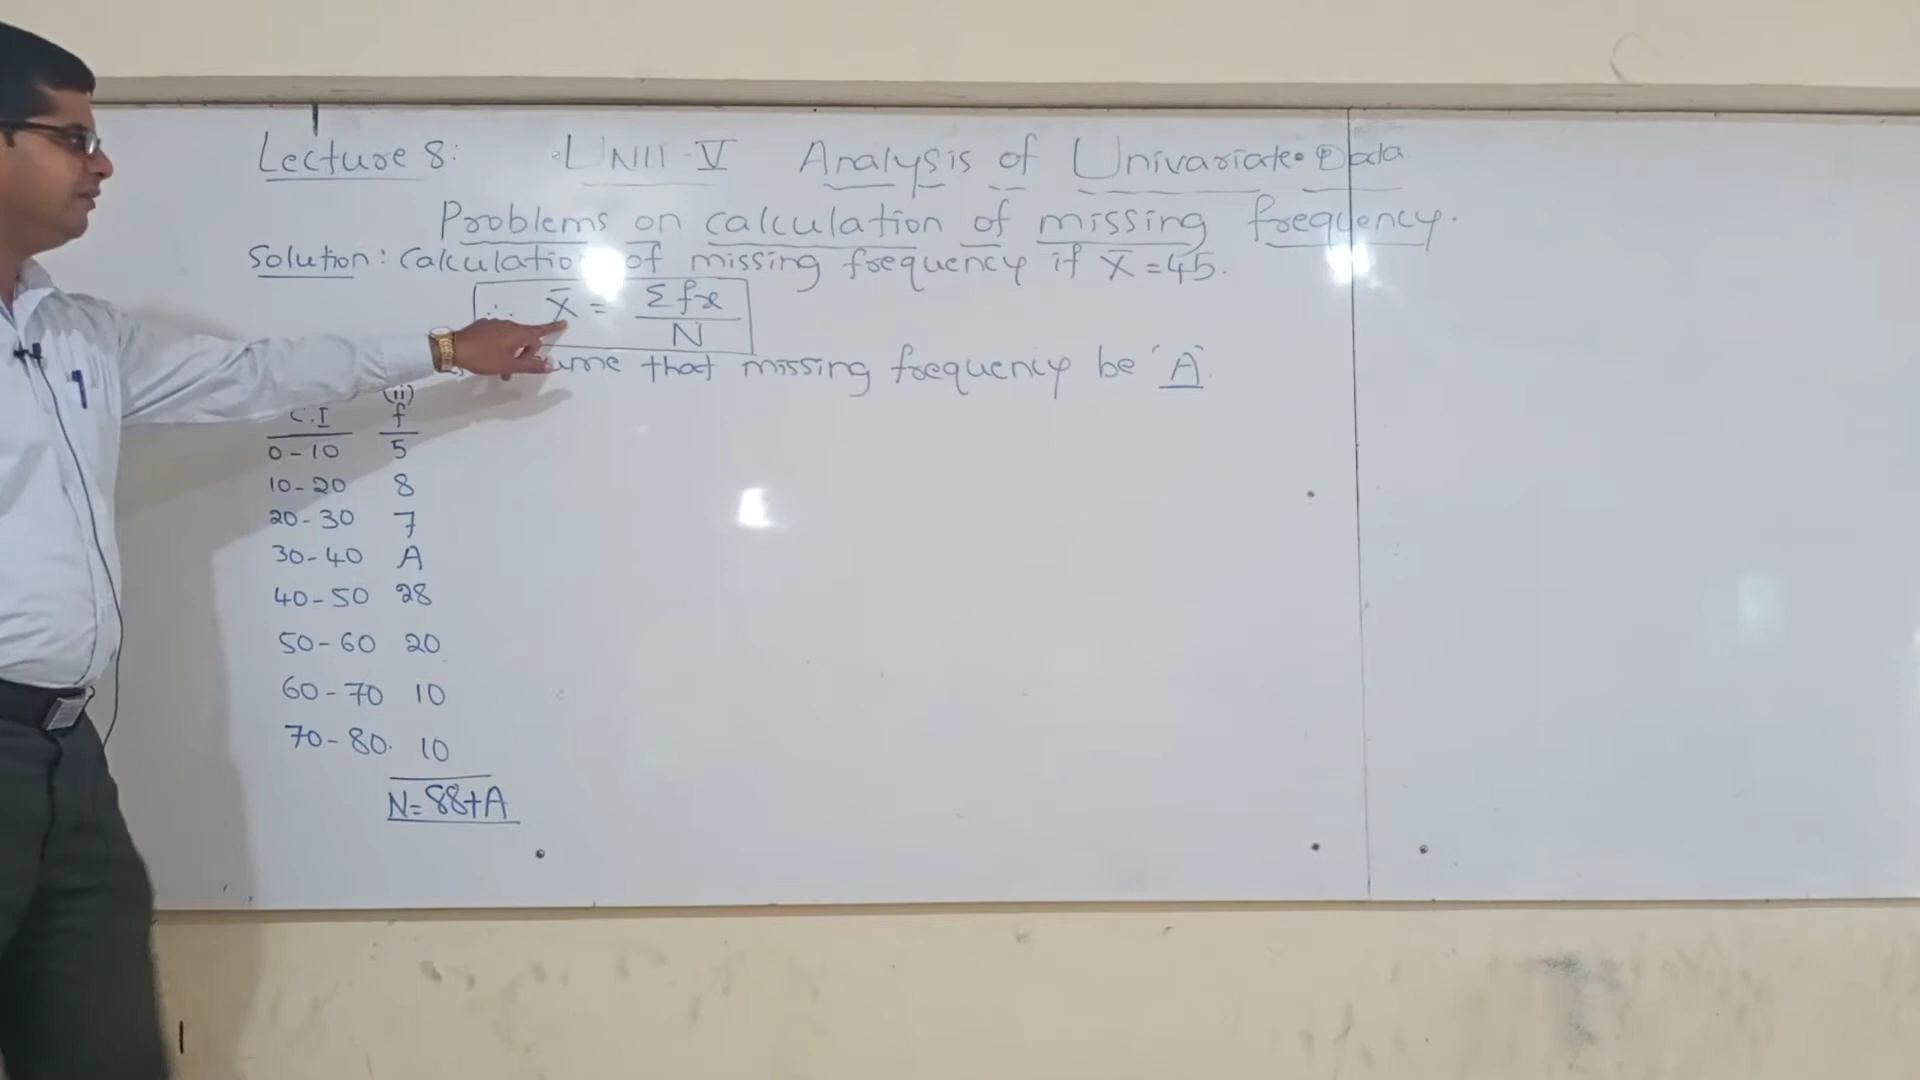 Lecture 8: UNIT-V Analysis of Univariate Data
Problems on calculation of missing frequency.
Solution: Calculation of missing frequency if X̄ = 45.
∴ X̄ = Σfx / N
that missing frequency be 'A'.
(ii)
C.I f
0-10 5
10-20 8
20-30 7
30-40 A
40-50 28
50-60 20
60-70 10
70-80. 10
N=88+A